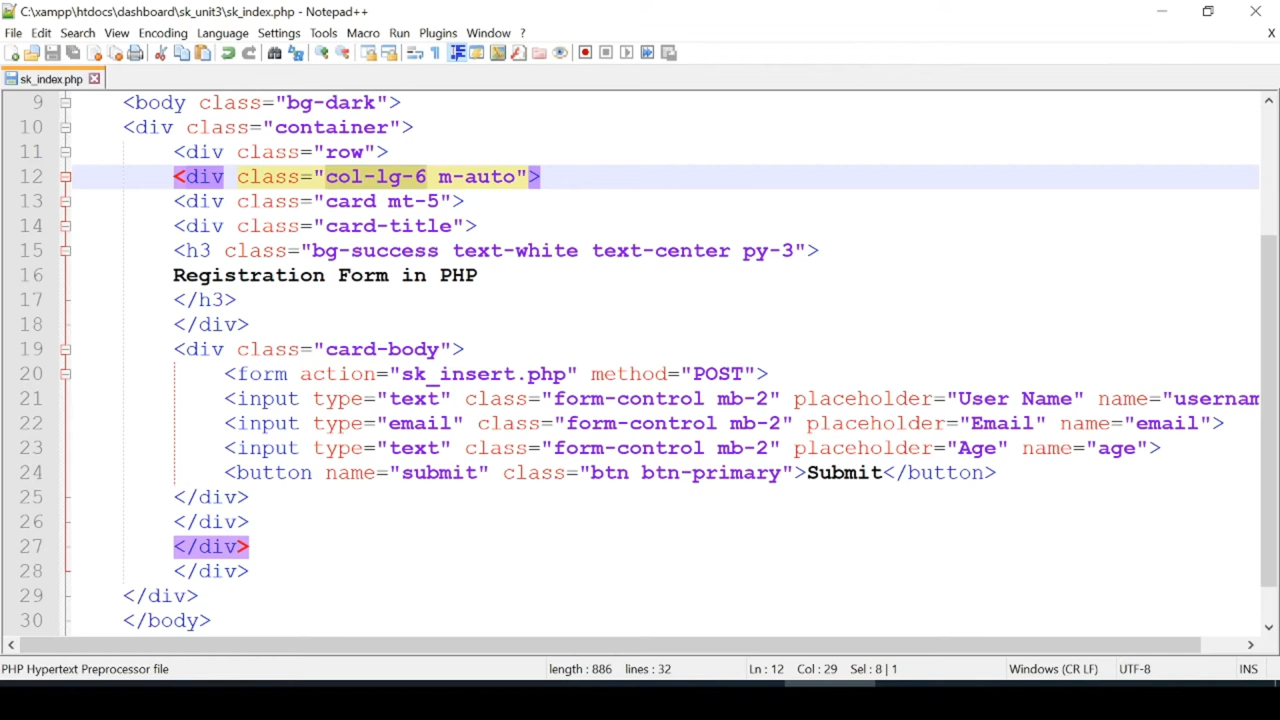 C:\xampp\htdocs\dashboard\sk_unit3\sk_index.php - Notepad++
File Edit Search View Encoding Language Settings Tools Macro Run Plugins Window ? X
sk_index.php
9 <body class="bg-dark">
10 <div class="container">
11 <div class="row">
12 <div class="col-lg-6 m-auto">
13 <div class="card mt-5">
14 <div class="card-title">
15 <h3 class="bg-success text-white text-center py-3">
16 Registration Form in PHP
17 </h3>
18 </div>
19 <div class="card-body">
20 <form action="sk_insert.php" method="POST">
21 <input type="text" class="form-control mb-2" placeholder="User Name" name="usernam
22 <input type="email" class="form-control mb-2" placeholder="Email" name="email">
23 <input type="text" class="form-control mb-2" placeholder="Age" name="age">
24 <button name="submit" class="btn btn-primary">Submit</button>
25 </div>
26 </div>
27 </div>
28 </div>
29 </div>
30 </body>
PHP Hypertext Preprocessor file length : 886 lines : 32 Ln : 12 Col : 29 Sel : 8 | 1 Windows (CR LF) UTF-8 INS